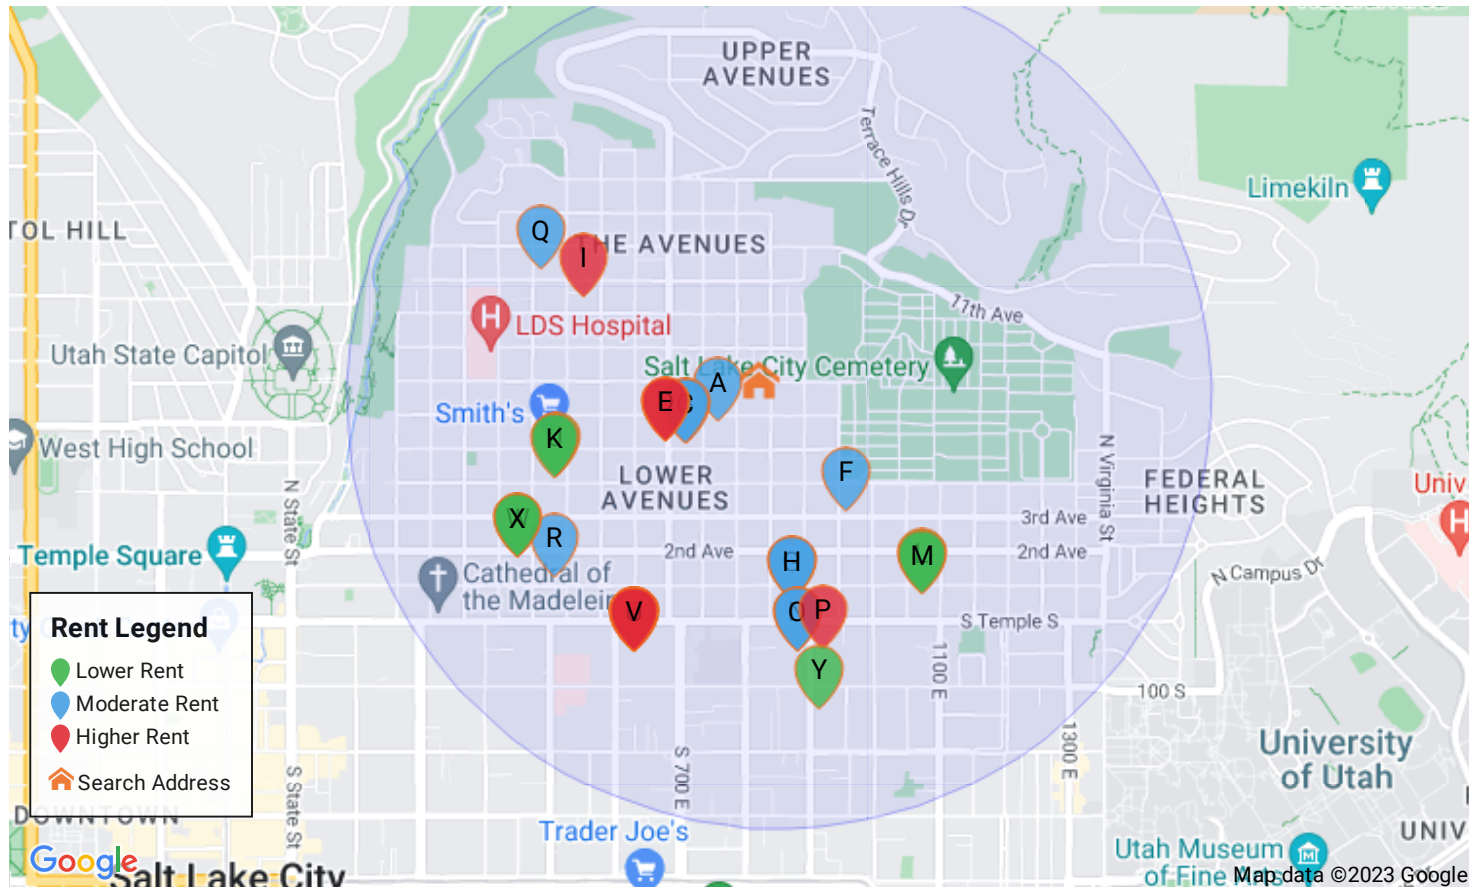 UPPER
AVENUES
Terrace Hills Dr
Limekiln
TOL HILL
Q
THE AVENUES
I
11th Ave
H
LDS Hospital
Utah State Capitol
Salt Lake City Cemetery
A
E
C
Smith's
K
West High School
LOWER
AVENUES
F
N Virginia St
FEDERAL
HEIGHTS
Univ
H
N State St
X
R
3rd Ave
2nd Ave
2nd Ave
Temple Square
H
M
N Campus Dr
Cathedral of
the Madelein
V
O
P
S Temple S
Y
1100 E
100 S
Rent Legend
Lower Rent
Moderate Rent
Higher Rent
Search Address
S 700 E
1300 E
University
of Utah
S State St
DOWNTOWN
Trader Joe's
UNIV
Utah Museum
of Fine Arts
Google
Salt Lake City
Map data ©2023 Google